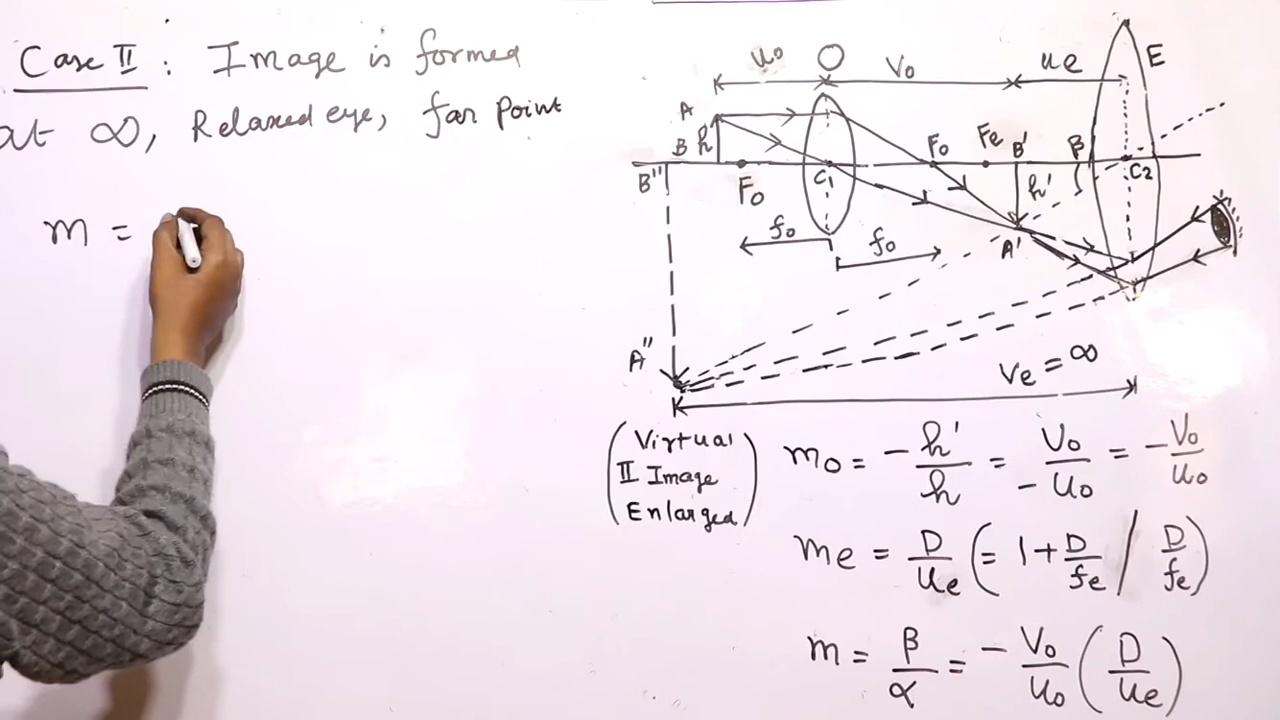 Case II : Image is formed
at ∞, Relaxed eye, far point
m =
u₀ V₀ ue
O E
A
B h
B"
F₀ C₁ F₀ Fe B' β C₂
h'
f₀ f₀
A'
A"
Ve = ∞
(Virtual
II Image
Enlarged)
m₀ = - h'/h = V₀/-u₀ = -V₀/u₀
me = D/ue (= 1 + D/fe / D/fe)
m = β/α = - V₀/u₀ (D/ue)